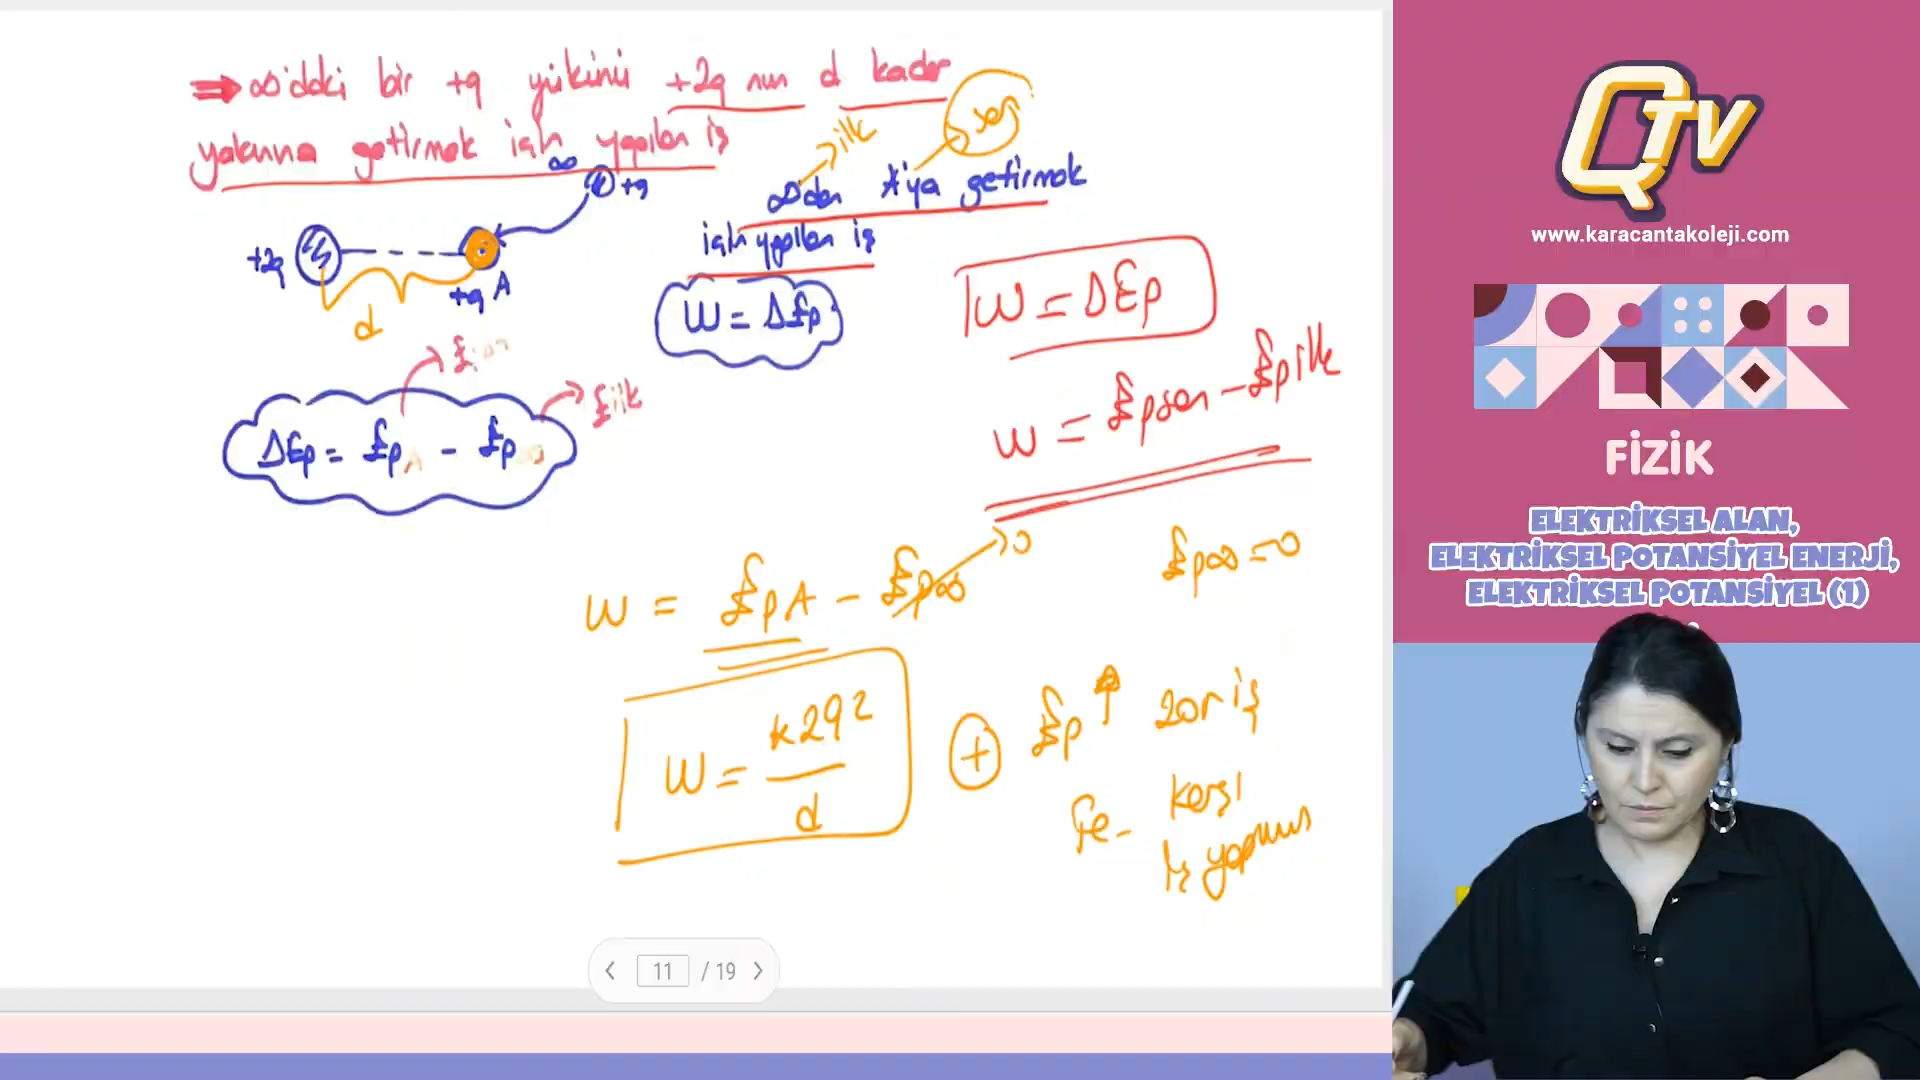 ⇒ ∞'daki bir +q yükünü +2q nun d kadar
yakınına getirmek için yapılan iş
ilk
son
∞
+q
∞dan A'ya getirmek
için yapılan iş
+2q
+q A
d
W = ΔEp
W = ΔEp
W = Epson - Epilk
Eilk
ΔEp = EpA - Ep∞
W = EpA - Ep∞ → 0
Ep∞ = 0
W = k2q²/d
+ Ep↑ zor iş
Fe- karşı
iş yapmış
< 11 / 19 >
QTV
www.karacantakoleji.com
FİZİK
ELEKTRİKSEL ALAN,
ELEKTRİKSEL POTANSİYEL ENERJİ,
ELEKTRİKSEL POTANSİYEL (1)